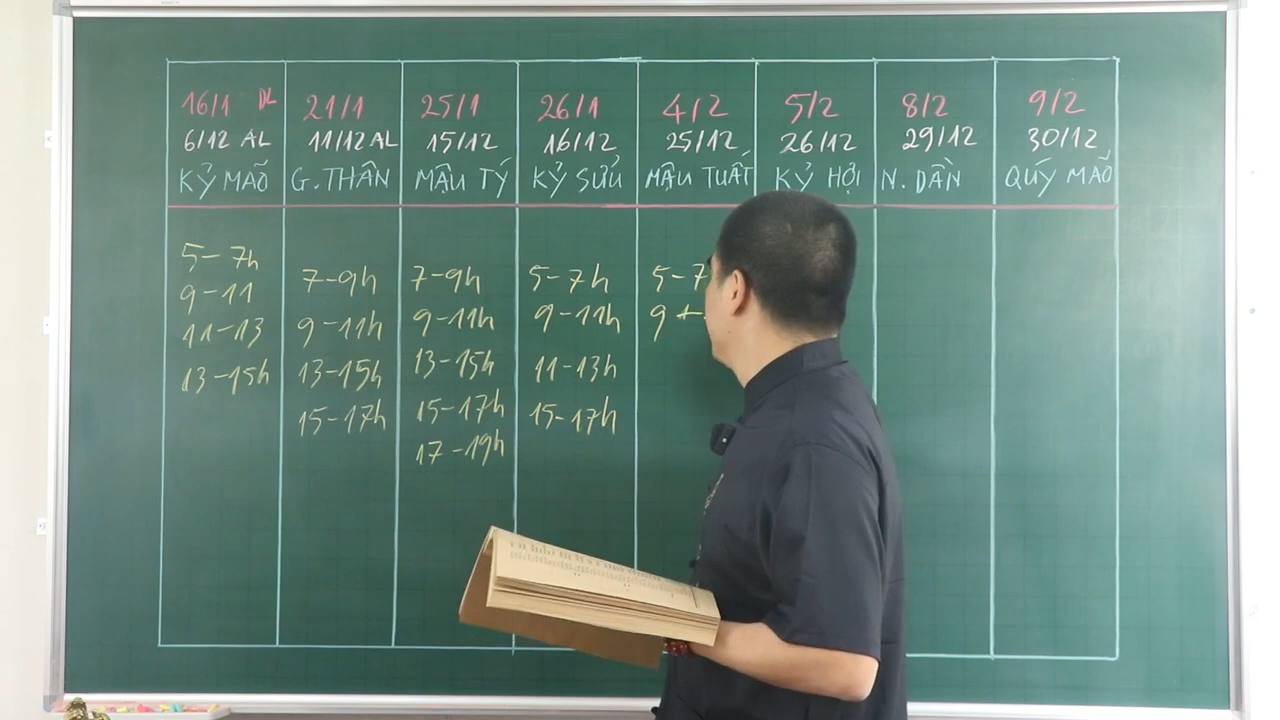 16/1 DL
6/12 AL
KỶ MÃO
5-7h
9-11
11-13
13-15h
21/1
11/12 AL
G. THÂN
7-9h
9-11h
13-15h
15-17h
25/1
15/12
MẬU TÝ
7-9h
9-11h
13-15h
15-17h
17-19h
26/1
16/12
KỶ SỬU
5-7h
9-11h
11-13h
15-17h
4/2
25/12
MẬU TUẤT
5-7
9
5/2
26/12
KỶ HỢI
8/2
29/12
N. DẦN
9/2
30/12
QUÝ MÃO